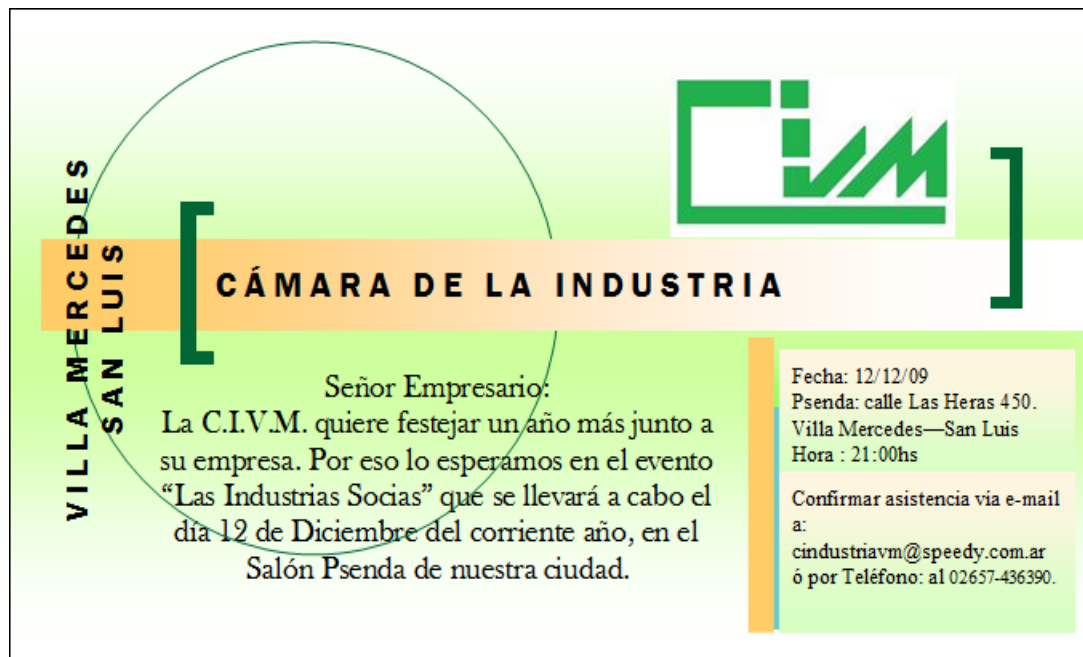 CIVM
VILLA MERCEDES
SAN LUIS
CÁMARA DE LA INDUSTRIA
Señor Empresario:
La C.I.V.M. quiere festejar un año más junto a
su empresa. Por eso lo esperamos en el evento
“Las Industrias Socias” que se llevará a cabo el
día 12 de Diciembre del corriente año, en el
Salón Psenda de nuestra ciudad.
Fecha: 12/12/09
Psenda: calle Las Heras 450.
Villa Mercedes—San Luis
Hora : 21:00hs
Confirmar asistencia via e-mail
a:
cindustriavm@speedy.com.ar
ó por Teléfono: al 02657-436390.